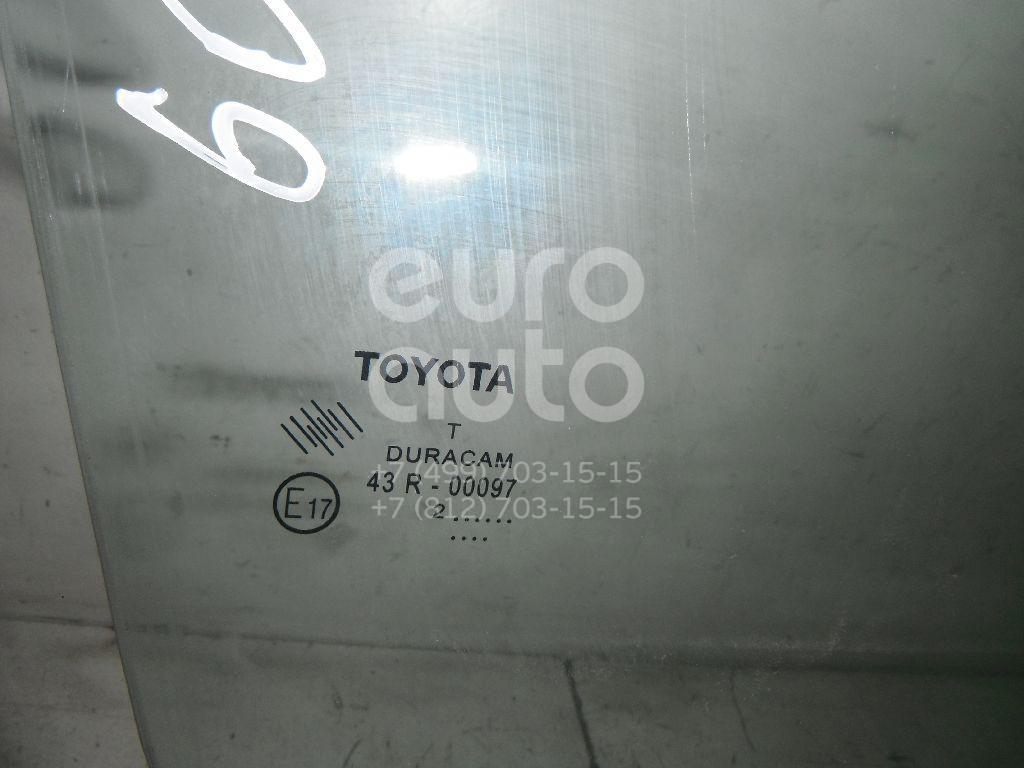 euro
auto
TOYOTA
T
DURACAM
43 R - 00097
E17
2 ......
....
+7 (499) 703-15-15
+7 (812) 703-15-15